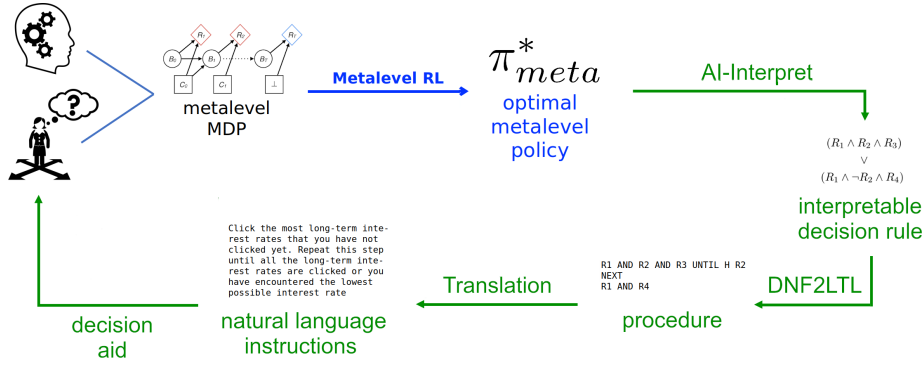 ?
R₁ R₂ R_T
B₀ B₁ B_T
C₀ C₁ ⊥
metalevel
MDP
Metalevel RL
π*meta
optimal
metalevel
policy
AI-Interpret
(R₁ ∧ R₂ ∧ R₃)
∨
(R₁ ∧ ¬R₂ ∧ R₄)
interpretable
decision rule
DNF2LTL
R1 AND R2 AND R3 UNTIL H R2
NEXT
R1 AND R4
procedure
Translation
Click the most long-term inte-
rest rates that you have not
clicked yet. Repeat this step
until all the long-term inte-
rest rates are clicked or you
have encountered the lowest
possible interest rate
natural language
instructions
decision
aid